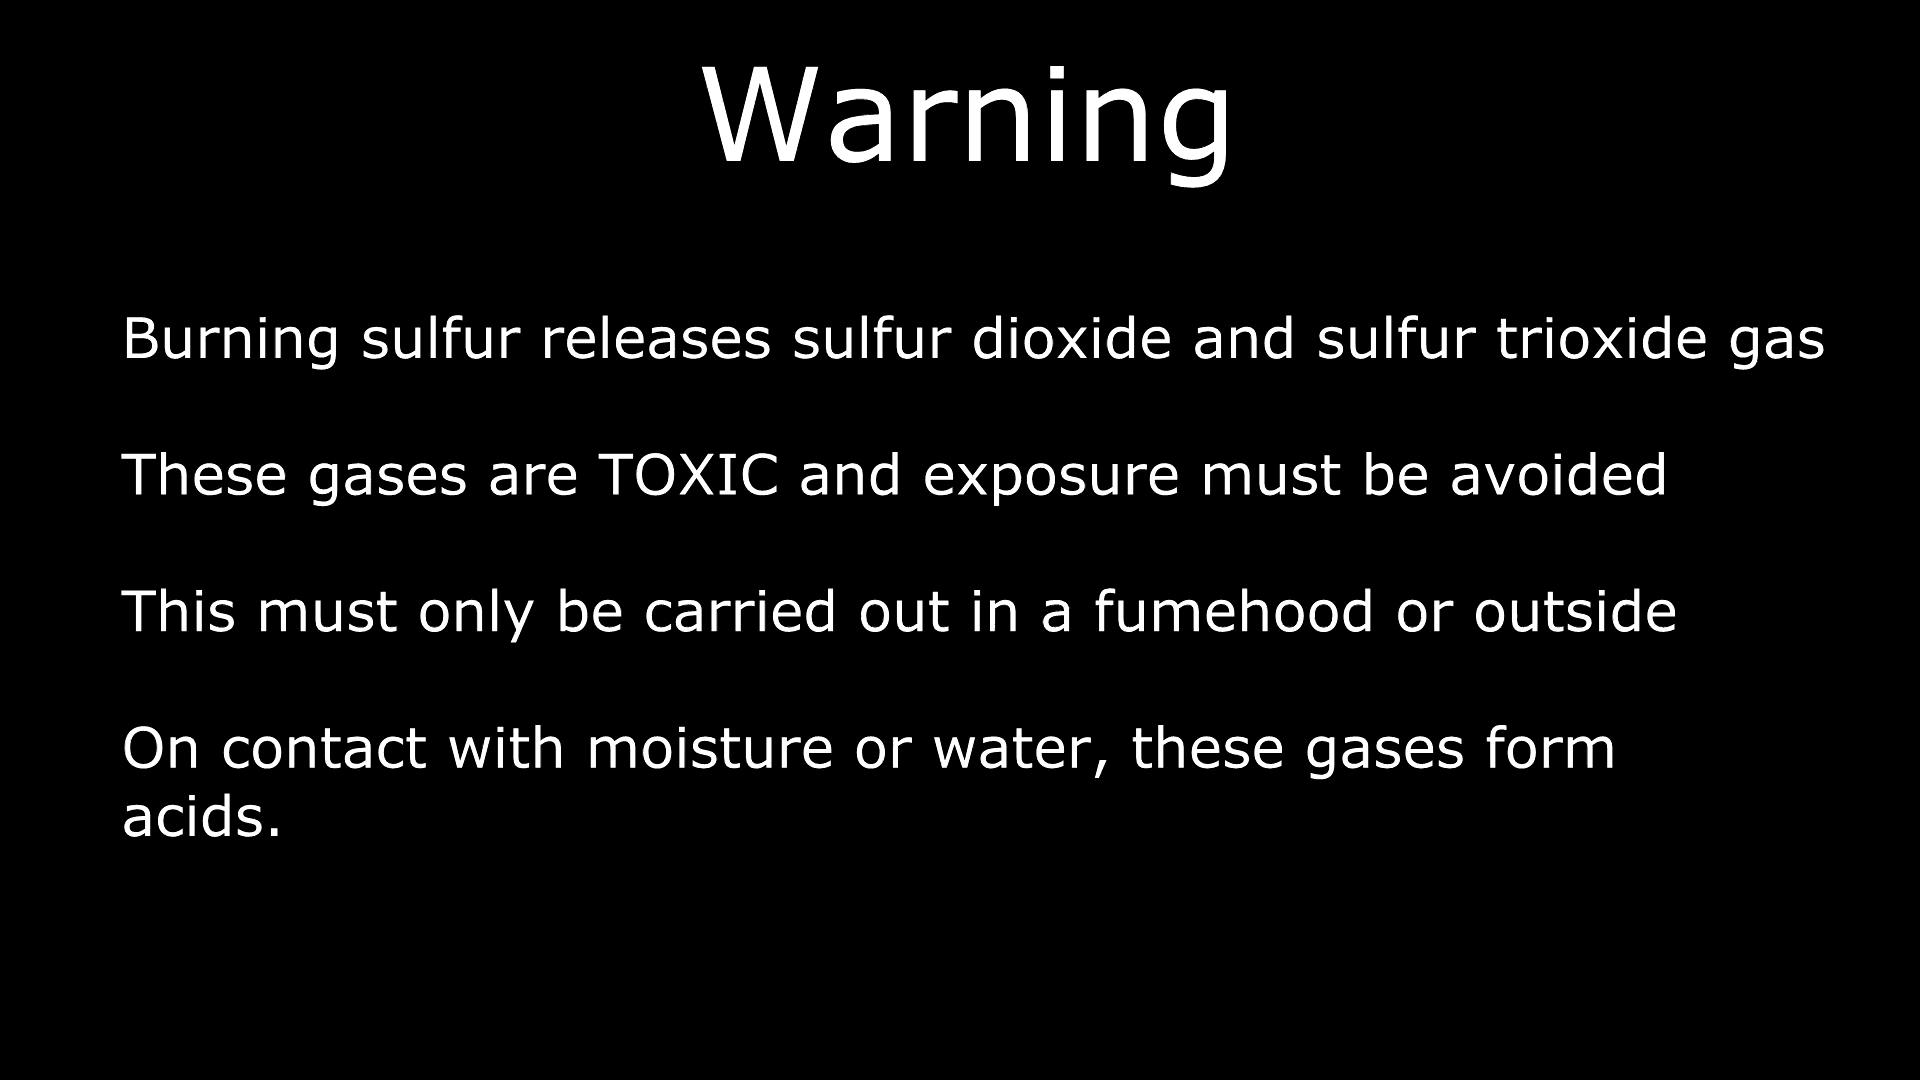 Warning
Burning sulfur releases sulfur dioxide and sulfur trioxide gas
These gases are TOXIC and exposure must be avoided
This must only be carried out in a fumehood or outside
On contact with moisture or water, these gases form
acids.